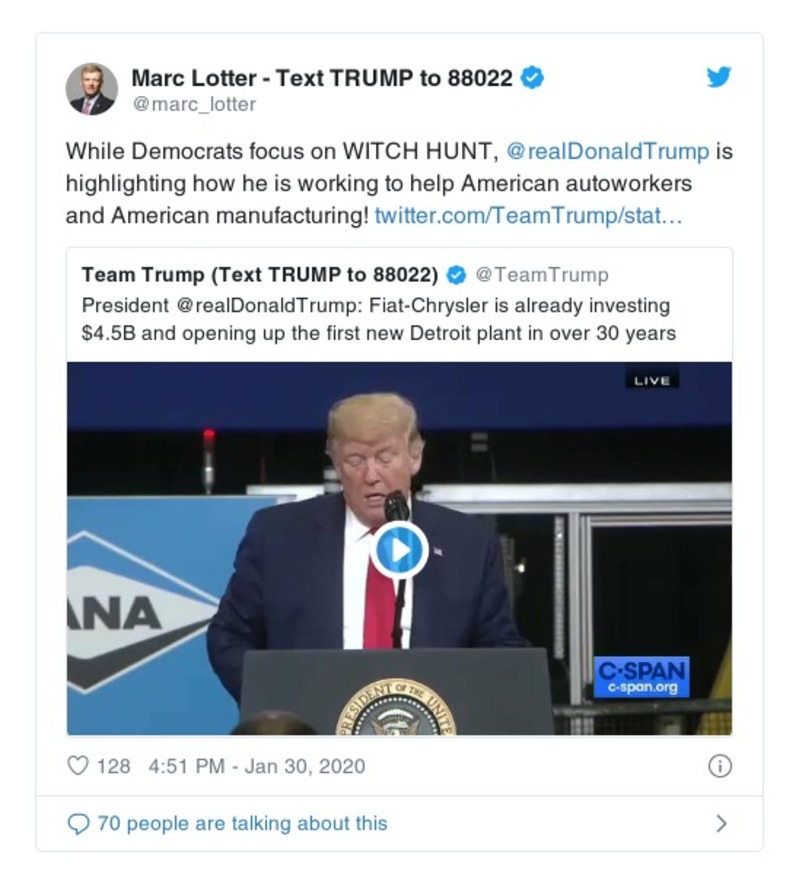 Marc Lotter - Text TRUMP to 88022
@marc_lotter
While Democrats focus on WITCH HUNT, @realDonaldTrump is
highlighting how he is working to help American autoworkers
and American manufacturing! twitter.com/TeamTrump/stat…
Team Trump (Text TRUMP to 88022) @TeamTrump
President @realDonaldTrump: Fiat-Chrysler is already investing
$4.5B and opening up the first new Detroit plant in over 30 years
LIVE
ANA
C-SPAN
c-span.org
PRESIDENT OF THE UNITE
128 4:51 PM - Jan 30, 2020
70 people are talking about this